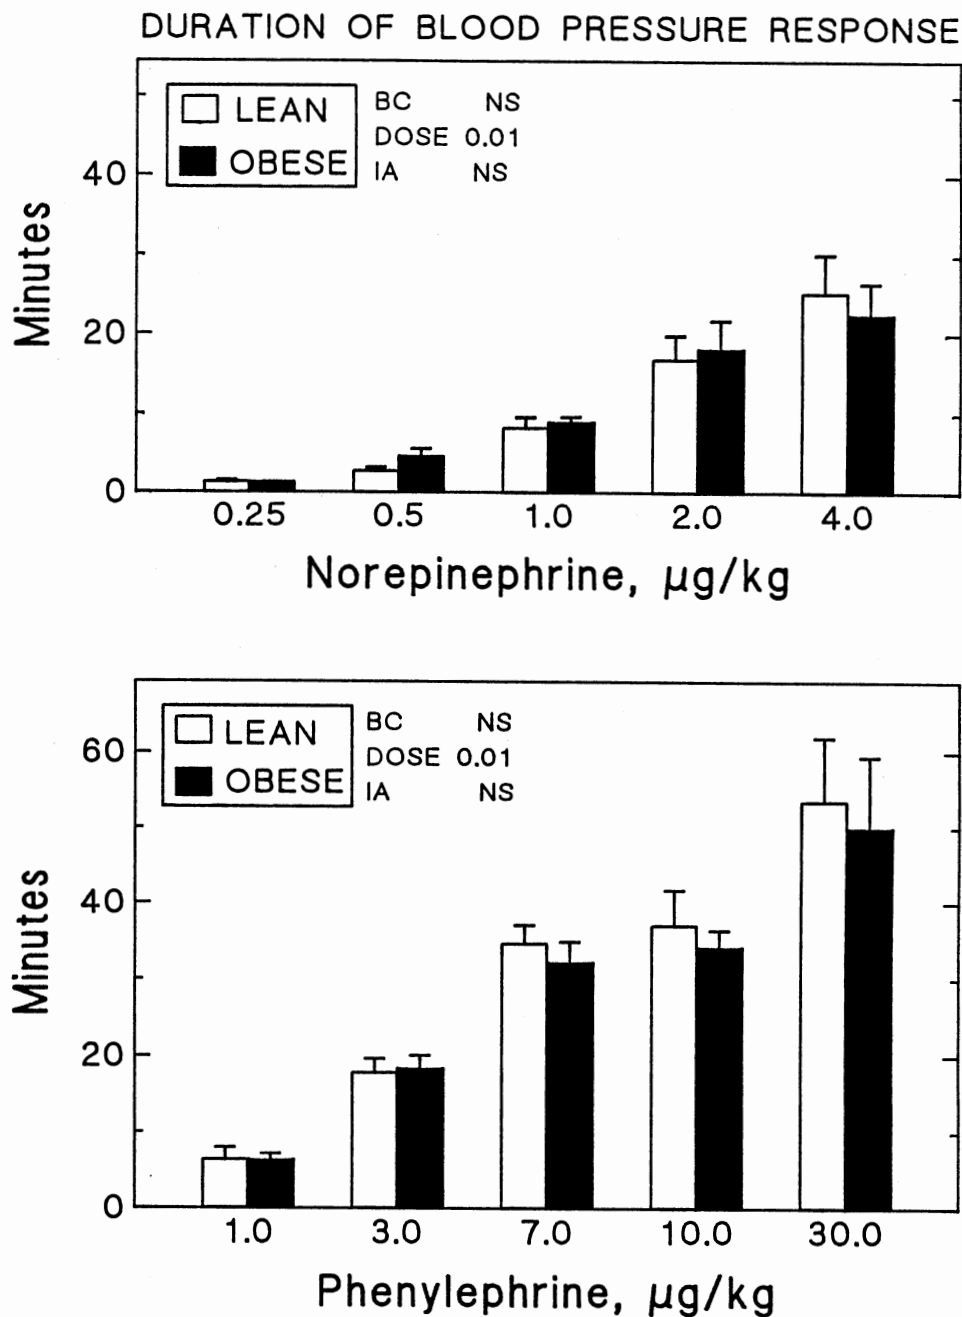 DURATION OF BLOOD PRESSURE RESPONSE
LEAN
OBESE
BC NS
DOSE 0.01
IA NS
Minutes
40
20
0
0.25 0.5 1.0 2.0 4.0
Norepinephrine, μg/kg
LEAN
OBESE
BC NS
DOSE 0.01
IA NS
Minutes
60
40
20
0
1.0 3.0 7.0 10.0 30.0
Phenylephrine, μg/kg